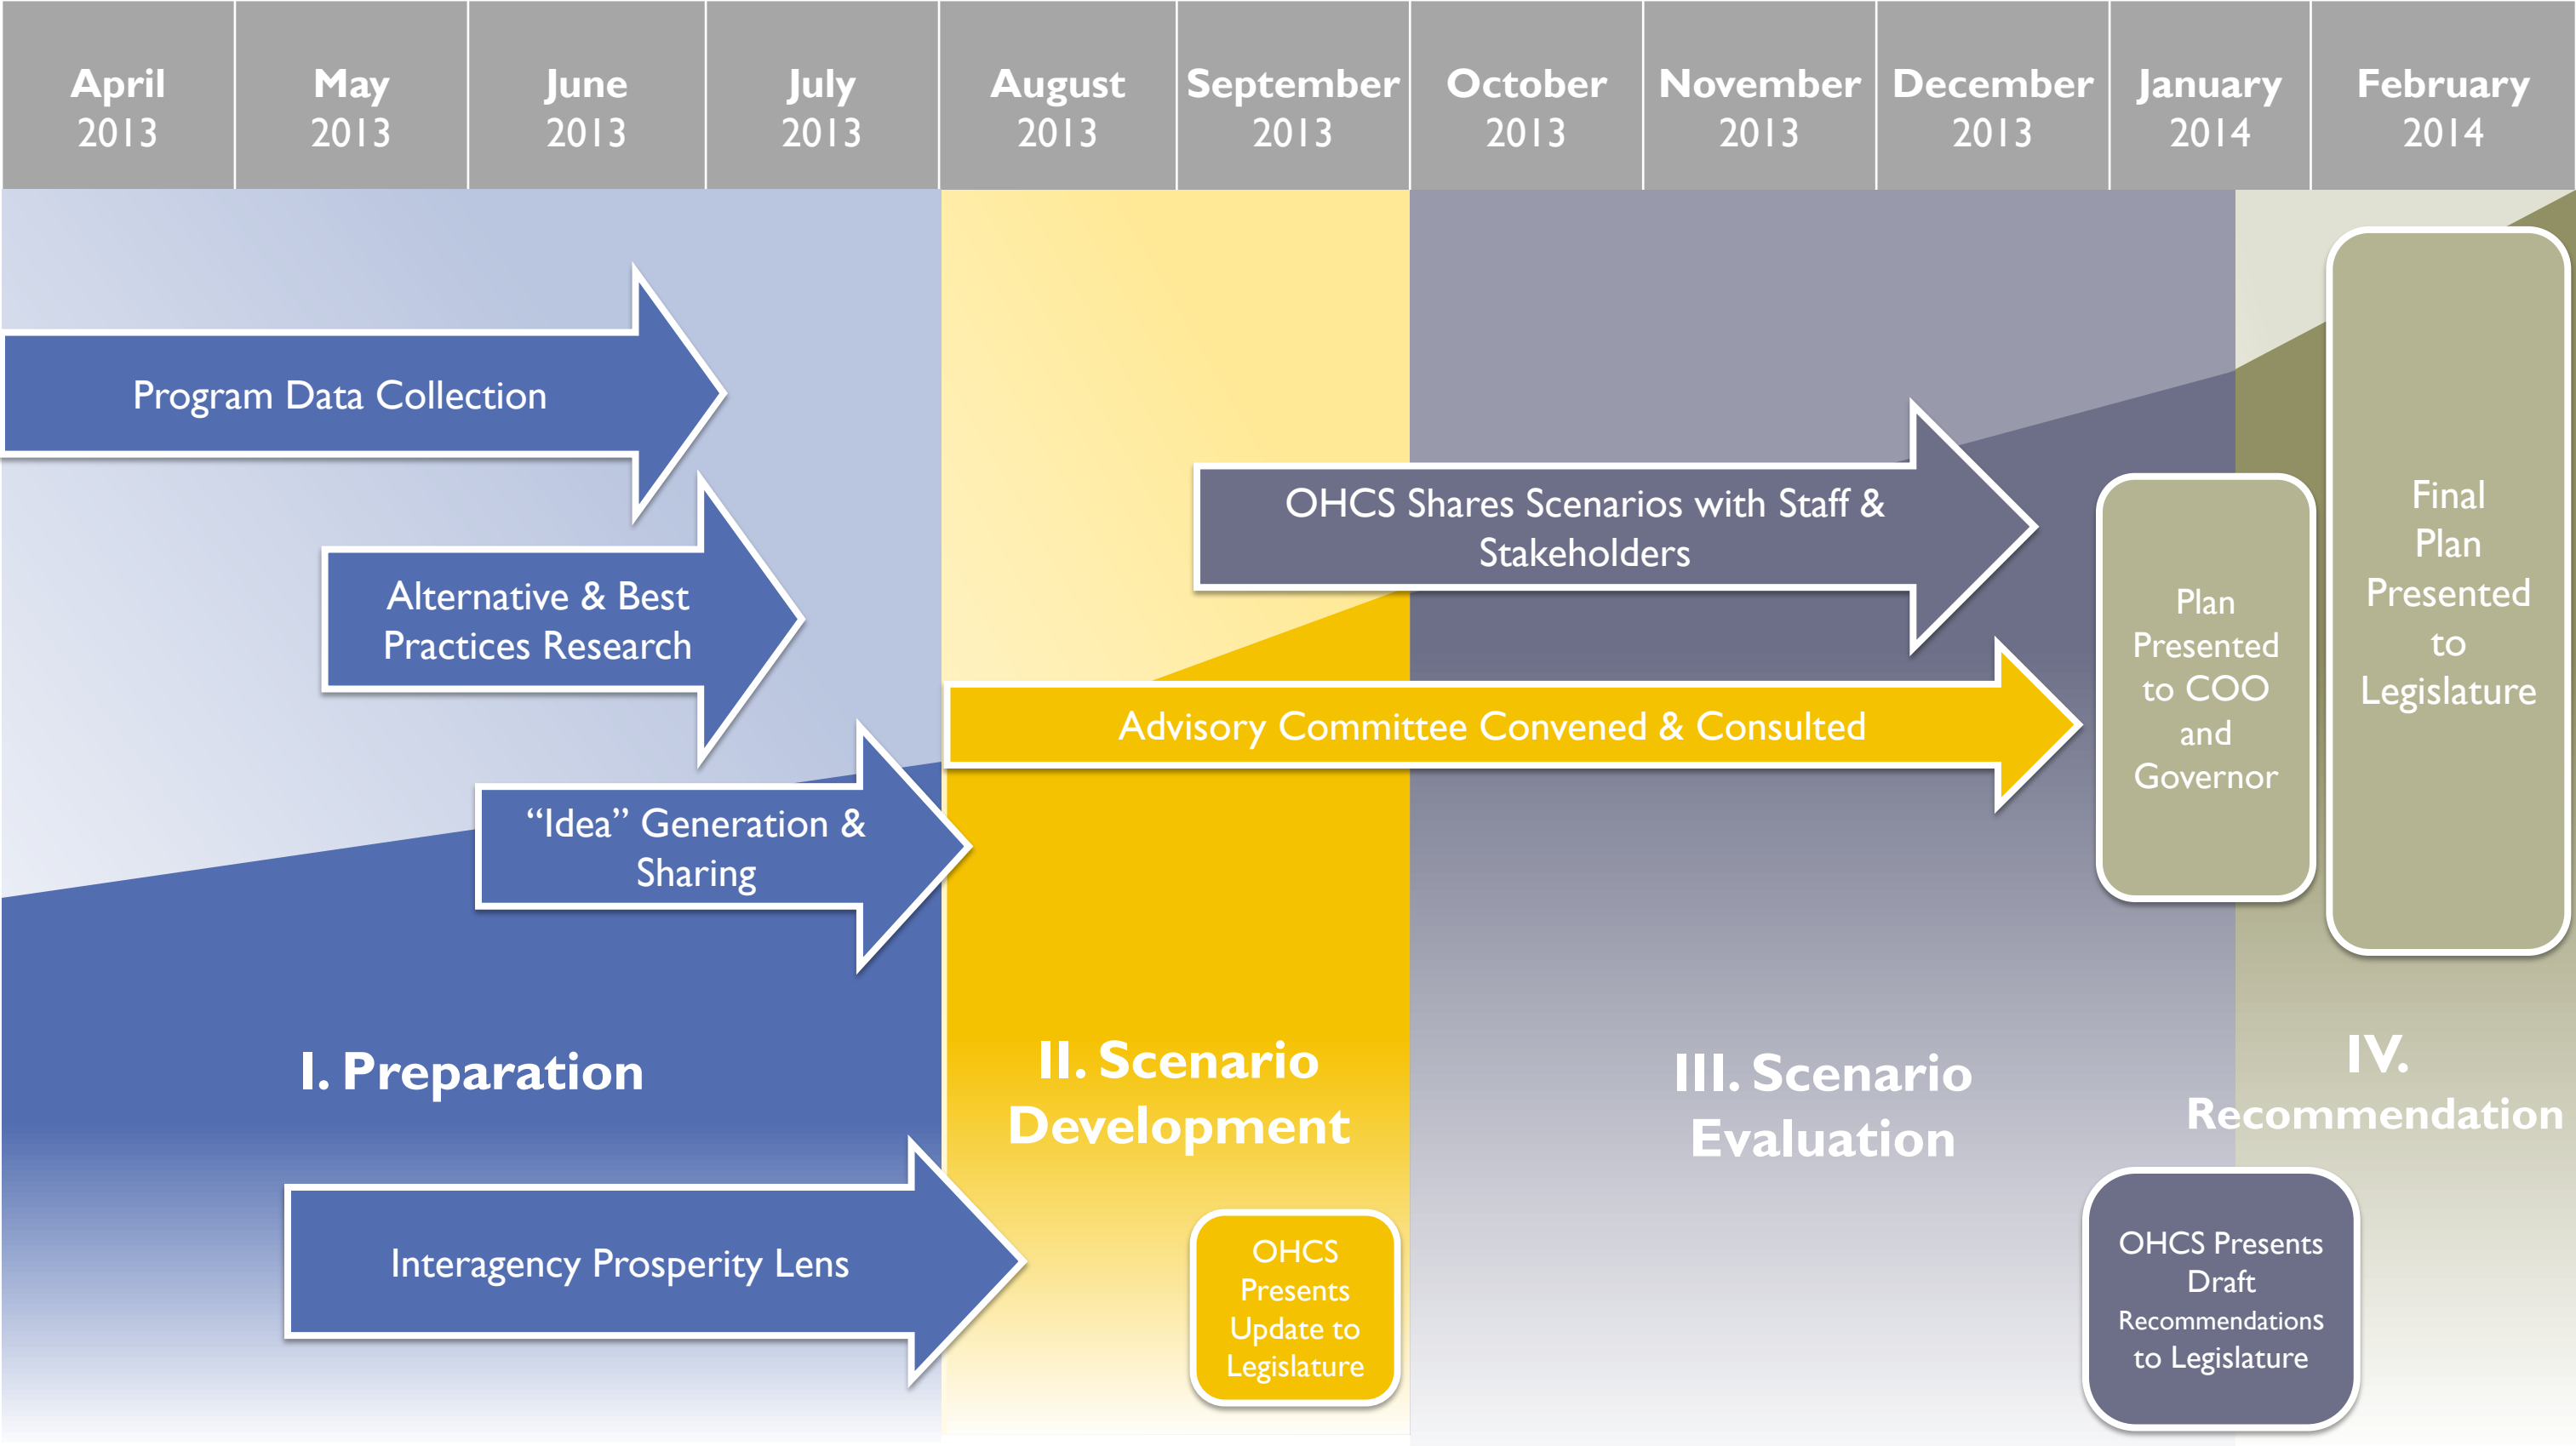 April
2013
May
2013
June
2013
July
2013
August
2013
September
2013
October
2013
November
2013
December
2013
January
2014
February
2014
Program Data Collection
Alternative & Best
Practices Research
“Idea” Generation &
Sharing
OHCS Shares Scenarios with Staff &
Stakeholders
Advisory Committee Convened & Consulted
Plan
Presented
to COO
and
Governor
Final
Plan
Presented
to
Legislature
I. Preparation
II. Scenario
Development
III. Scenario
Evaluation
IV.
Recommendation
Interagency Prosperity Lens
OHCS
Presents
Update to
Legislature
OHCS Presents
Draft
Recommendations
to Legislature